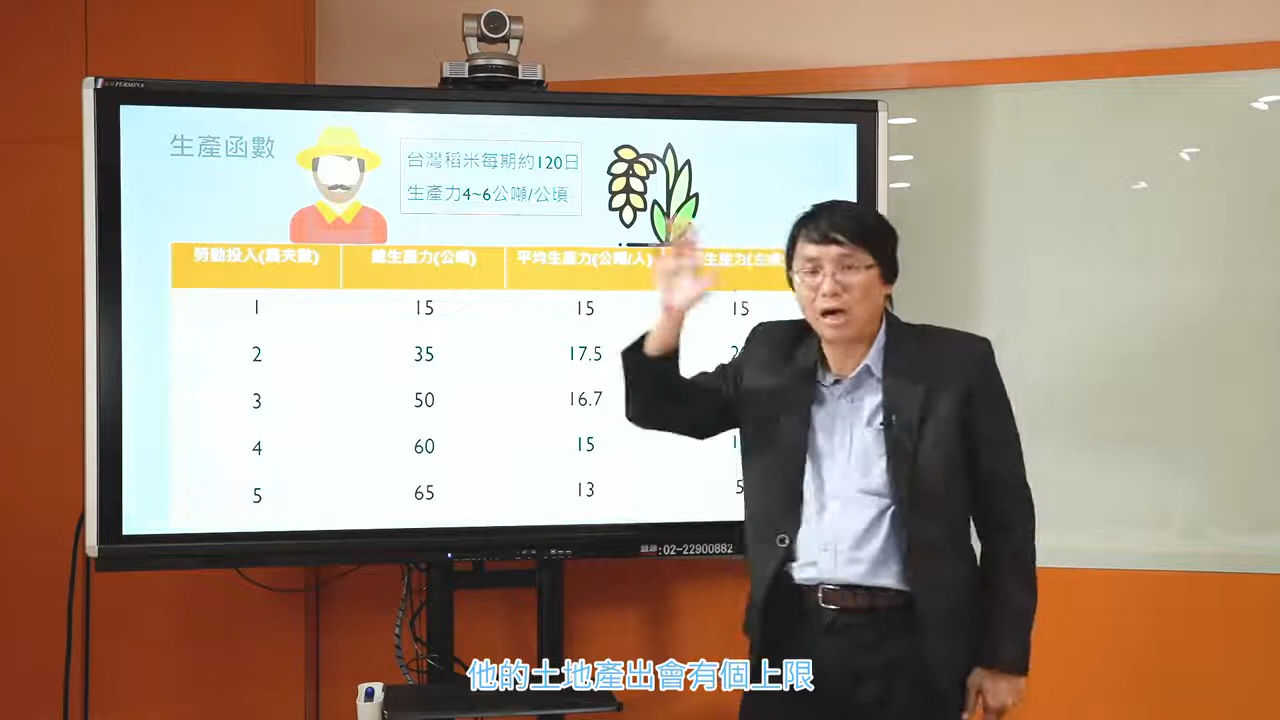 PERSONA
生產函數
台灣稻米每期約120日
生產力4~6公噸/公頃
勞動投入(農夫數) 總生產力(公噸) 平均生產力(公噸/人)
1 15 15 15
2 35 17.5
3 50 16.7
4 60 15
5 65 13 5
:02-22900882
他的土地產出會有個上限